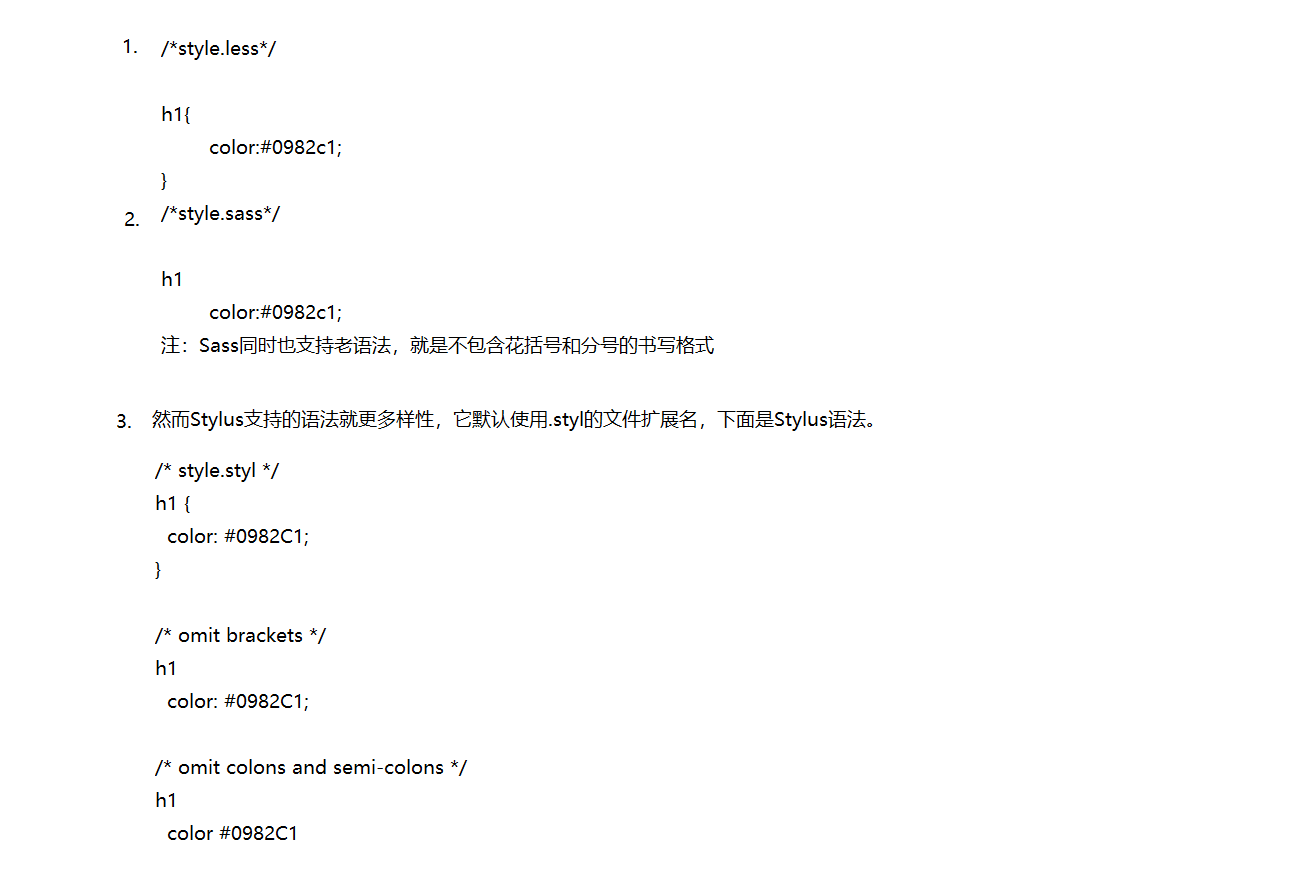 1. /*style.less*/
h1{
color:#0982c1;
}
2. /*style.sass*/
h1
color:#0982c1;
注：Sass同时也支持老语法，就是不包含花括号和分号的书写格式
3. 然而Stylus支持的语法就更多样性，它默认使用.styl的文件扩展名，下面是Stylus语法。
/* style.styl */
h1 {
color: #0982C1;
}
/* omit brackets */
h1
color: #0982C1;
/* omit colons and semi-colons */
h1
color #0982C1